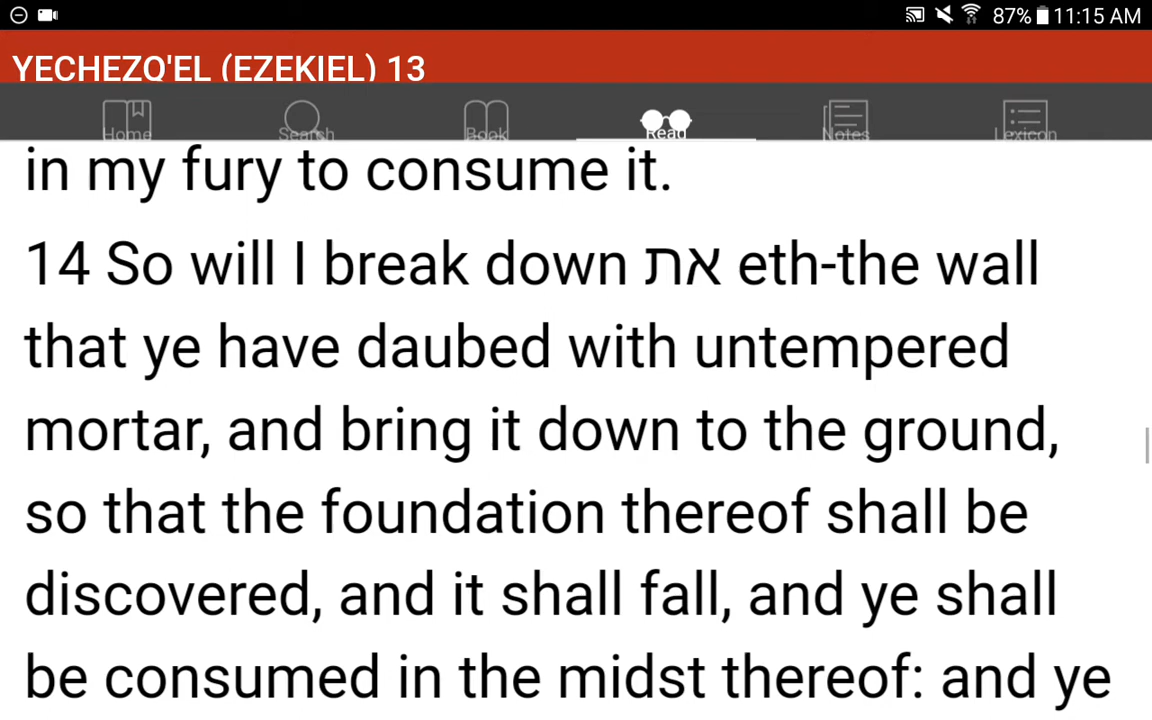 87% 11:15 AM
YECHEZQ'EL (EZEKIEL) 13
Home Search Book Read Notes Lexicon
in my fury to consume it.
14 So will I break down את eth-the wall
that ye have daubed with untempered
mortar, and bring it down to the ground,
so that the foundation thereof shall be
discovered, and it shall fall, and ye shall
be consumed in the midst thereof: and ye